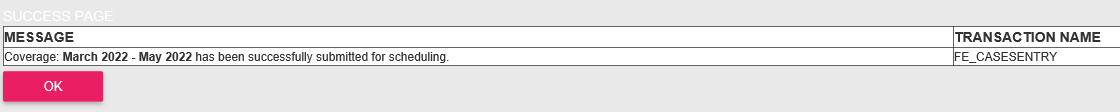 SUCCESS PAGE
MESSAGE TRANSACTION NAME
Coverage: March 2022 - May 2022 has been successfully submitted for scheduling. FE_CASESENTRY
OK